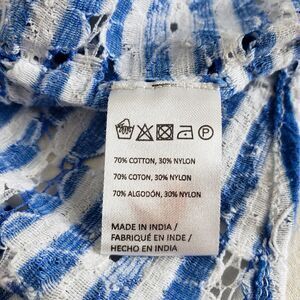 70% COTTON, 30% NYLON
70% COTON, 30% NYLON
70% ALGODÓN, 30% NYLON
MADE IN INDIA /
FABRIQUÉ EN INDE /
HECHO EN INDIA